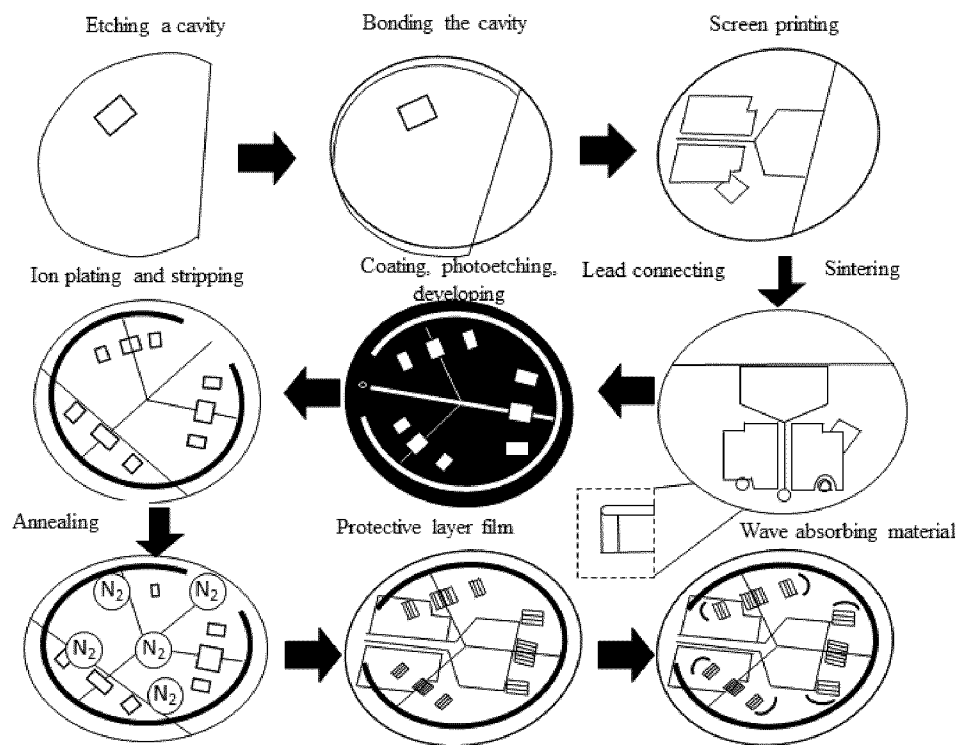 Etching a cavity
Bonding the cavity
Screen printing
Ion plating and stripping
Coating, photoetching,
developing
Lead connecting
Sintering
Annealing
Protective layer film
Wave absorbing material
N2
N2
N2
N2
N2